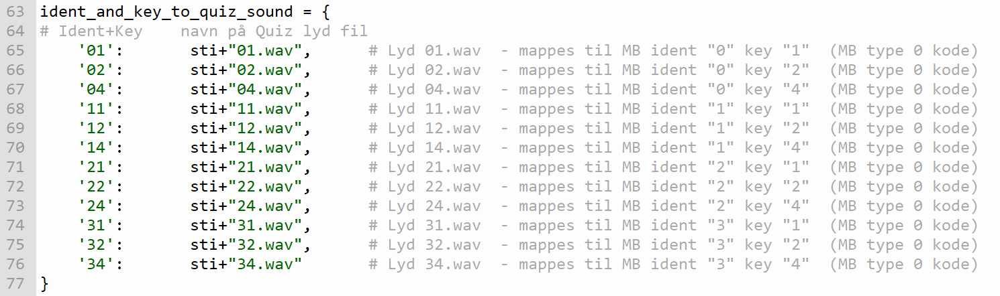 63 ident_and_key_to_quiz_sound = {
64 # Ident+Key    navn på Quiz lyd fil
65     '01':       sti+"01.wav",      # Lyd 01.wav  - mappes til MB ident "0" key "1"  (MB type 0 kode)
66     '02':       sti+"02.wav",      # Lyd 02.wav  - mappes til MB ident "0" key "2"  (MB type 0 kode)
67     '04':       sti+"04.wav",      # Lyd 04.wav  - mappes til MB ident "0" key "4"  (MB type 0 kode)
68     '11':       sti+"11.wav",      # Lyd 11.wav  - mappes til MB ident "1" key "1"  (MB type 0 kode)
69     '12':       sti+"12.wav",      # Lyd 12.wav  - mappes til MB ident "1" key "2"  (MB type 0 kode)
70     '14':       sti+"14.wav",      # Lyd 14.wav  - mappes til MB ident "1" key "4"  (MB type 0 kode)
71     '21':       sti+"21.wav",      # Lyd 21.wav  - mappes til MB ident "2" key "1"  (MB type 0 kode)
72     '22':       sti+"22.wav",      # Lyd 22.wav  - mappes til MB ident "2" key "2"  (MB type 0 kode)
73     '24':       sti+"24.wav",      # Lyd 24.wav  - mappes til MB ident "2" key "4"  (MB type 0 kode)
74     '31':       sti+"31.wav",      # Lyd 31.wav  - mappes til MB ident "3" key "1"  (MB type 0 kode)
75     '32':       sti+"32.wav",      # Lyd 32.wav  - mappes til MB ident "3" key "2"  (MB type 0 kode)
76     '34':       sti+"34.wav"       # Lyd 34.wav  - mappes til MB ident "3" key "4"  (MB type 0 kode)
77 }